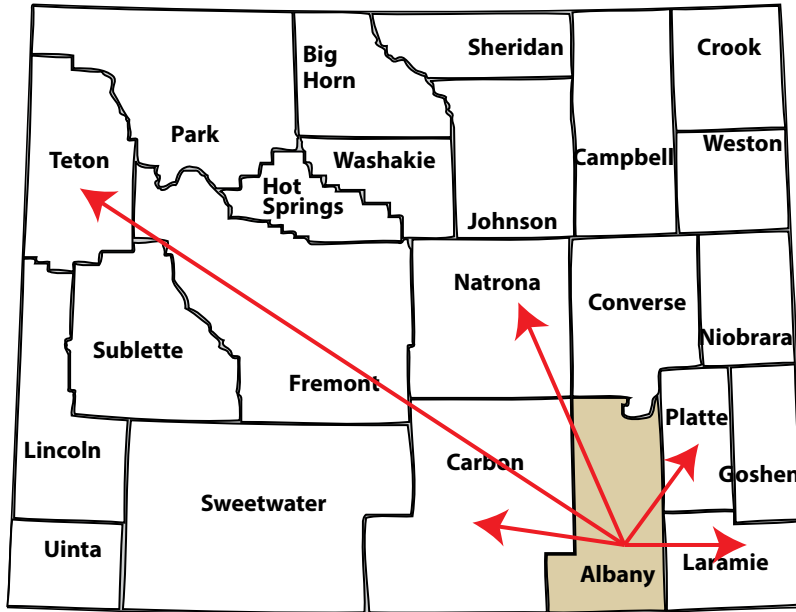 Sheridan
Crook
Big
Horn
Park
Teton
Washakie
Campbell
Weston
Hot
Springs
Johnson
Natrona
Converse
Niobrara
Sublette
Fremont
Platte
Lincoln
Carbon
Goshen
Sweetwater
Uinta
Albany
Laramie